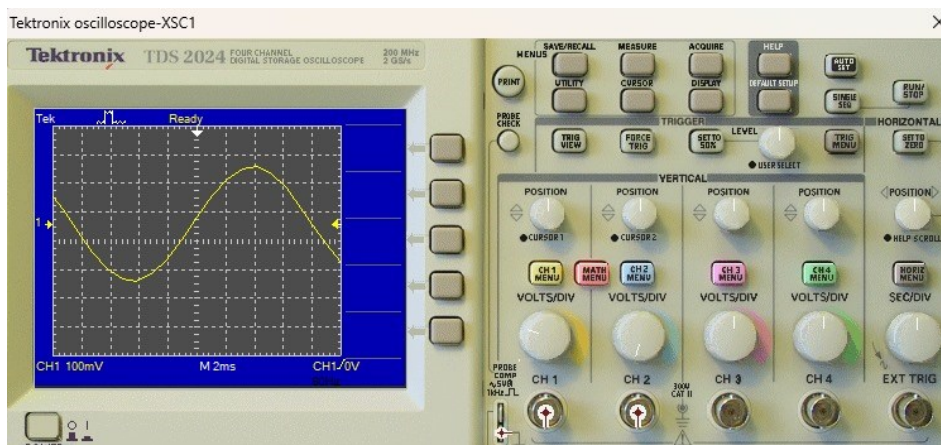 Tektronix oscilloscope-XSC1
Tektronix TDS 2024 FOUR CHANNEL DIGITAL STORAGE OSCILLOSCOPE 200 MHz 2 GS/s
Tek Ready
1
CH1 100mV M 2ms CH1/0V
MENUS
SAVE/RECALL MEASURE ACQUIRE HELP
AUTO SET
PRINT
UTILITY CURSOR DISPLAY DEFAULT SETUP
SINGLE SEQ
RUN/STOP
PROBE CHECK
TRIGGER
HORIZONTAL
TRIG VIEW
FORCE TRIG
SET TO 50%
LEVEL
TRIG MENU
SET TO ZERO
USER SELECT
VERTICAL
POSITION POSITION POSITION POSITION POSITION
CURSOR 1 CURSOR 2 HELP SCROLL
CH 1 MENU
MATH MENU
CH 2 MENU
CH 3 MENU
CH 4 MENU
HORIZ MENU
VOLTS/DIV VOLTS/DIV VOLTS/DIV VOLTS/DIV SEC/DIV
PROBE COMP
~5V
1kHz
CH 1 CH 2 300V CAT II CH 3 CH 4 EXT TRIG